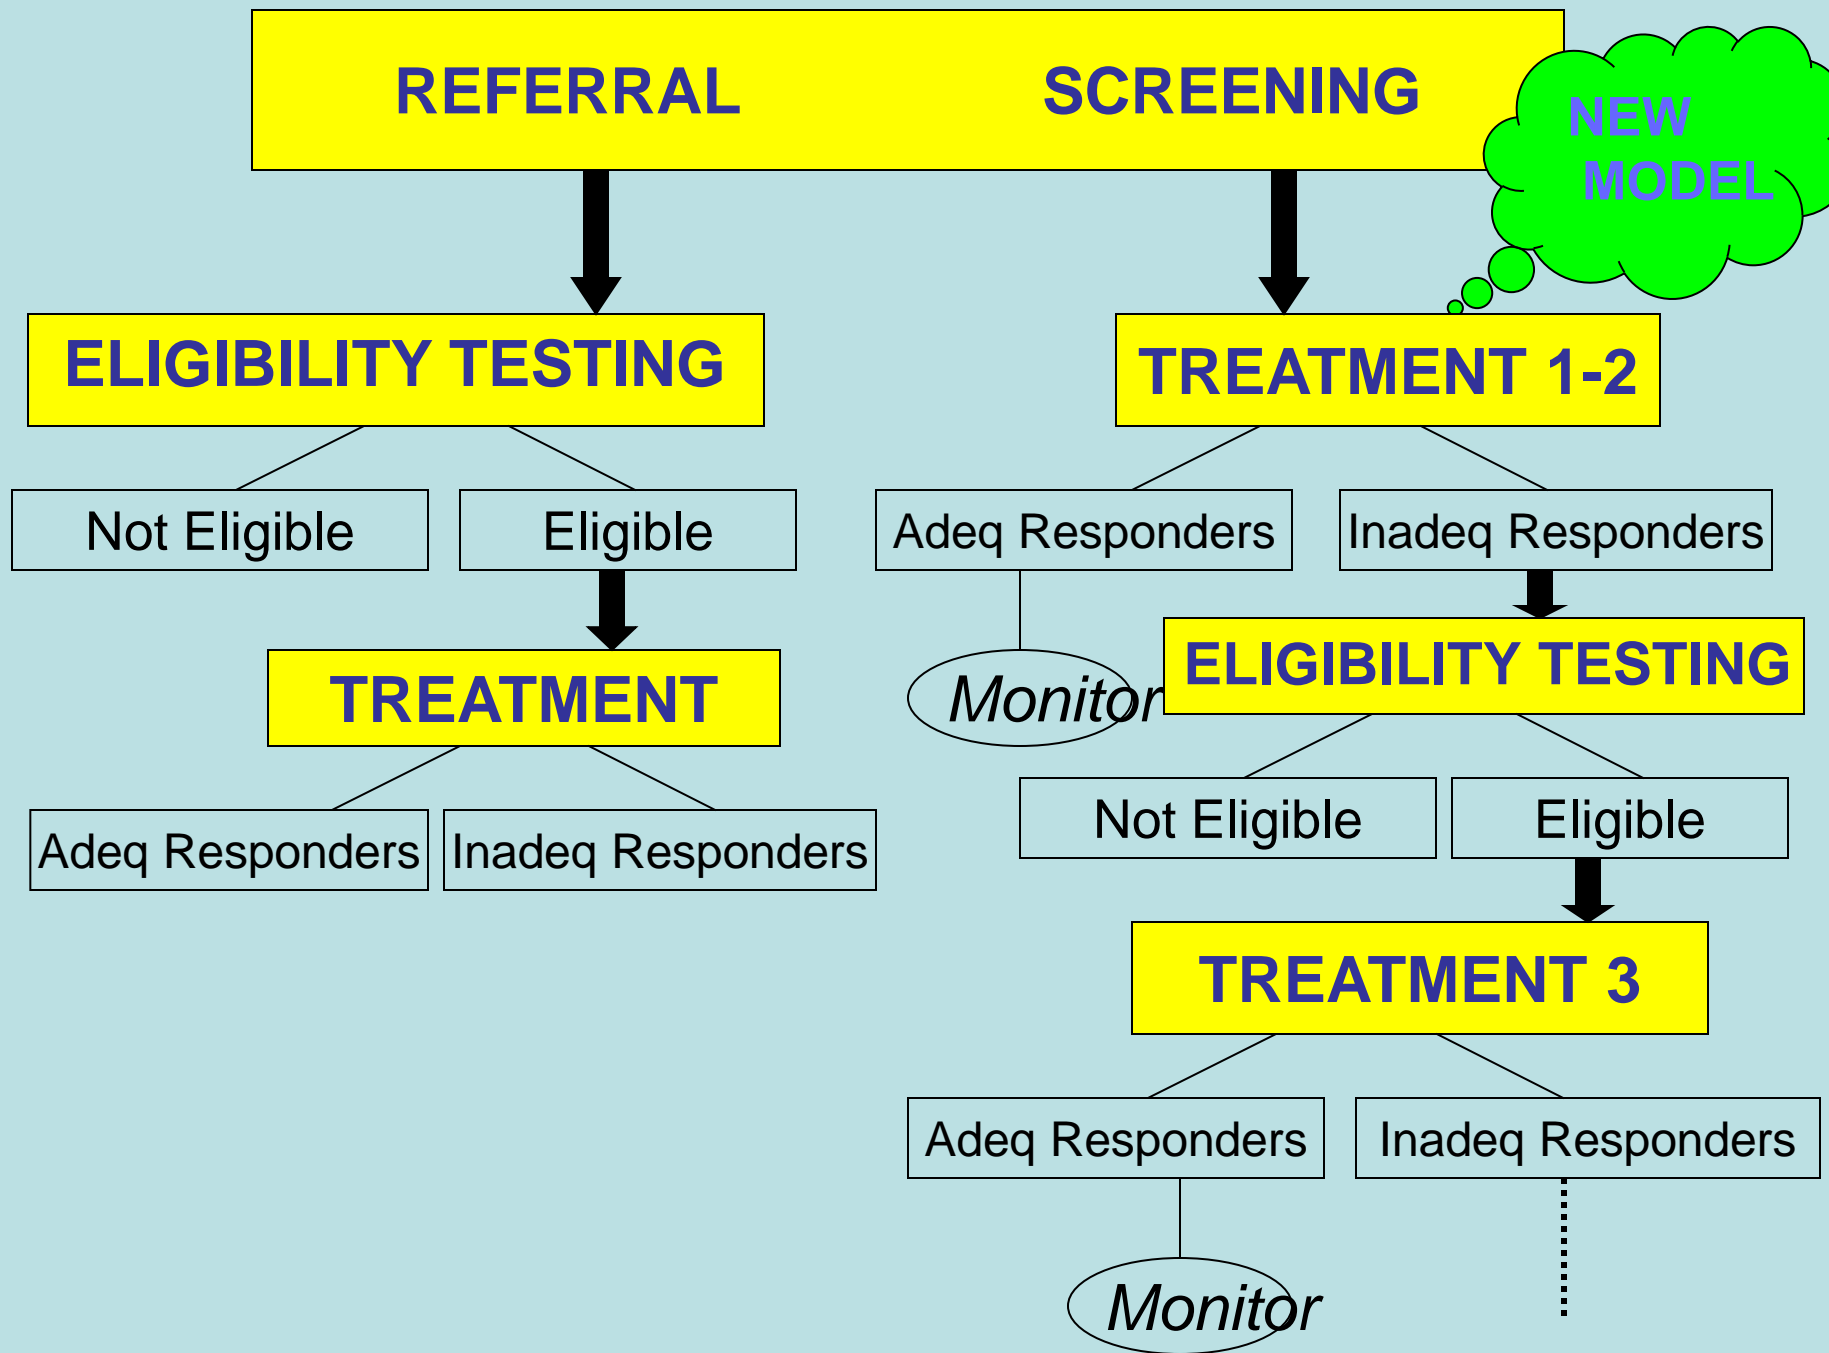 REFERRAL SCREENING
NEW
MODEL
ELIGIBILITY TESTING
Not Eligible
Eligible
TREATMENT
Adeq Responders
Inadeq Responders
TREATMENT 1-2
Adeq Responders
Inadeq Responders
Monitor
ELIGIBILITY TESTING
Not Eligible
Eligible
TREATMENT 3
Adeq Responders
Inadeq Responders
Monitor